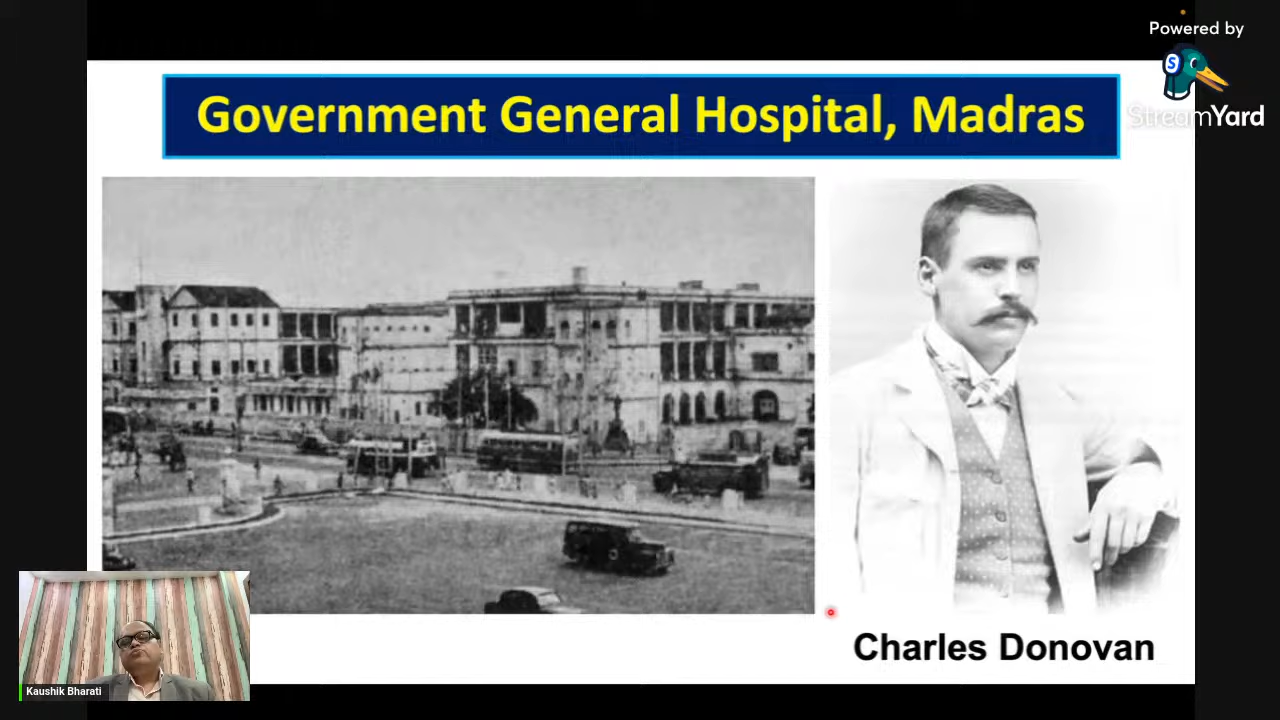 Powered by
S
StreamYard
Government General Hospital, Madras
Charles Donovan
Kaushik Bharati